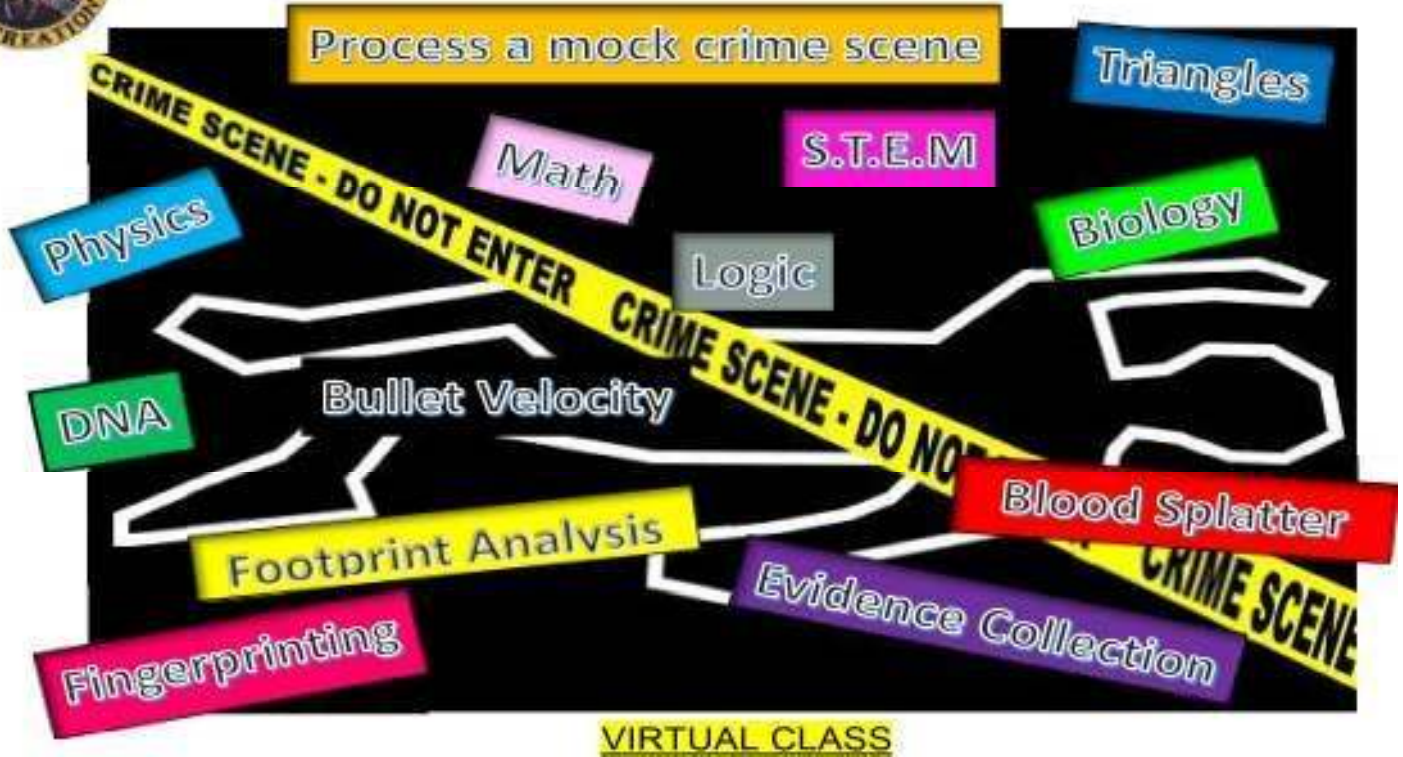 REATION
Process a mock crime scene
Triangles
CRIME SCENE - DO NOT ENTER CRIME SCENE - DO NOT CRIME SCENE
Math
S.T.E.M
Physics
Biology
Logic
DNA
Bullet Velocity
Blood Splatter
Footprint Analysis
Evidence Collection
Fingerprinting
VIRTUAL CLASS